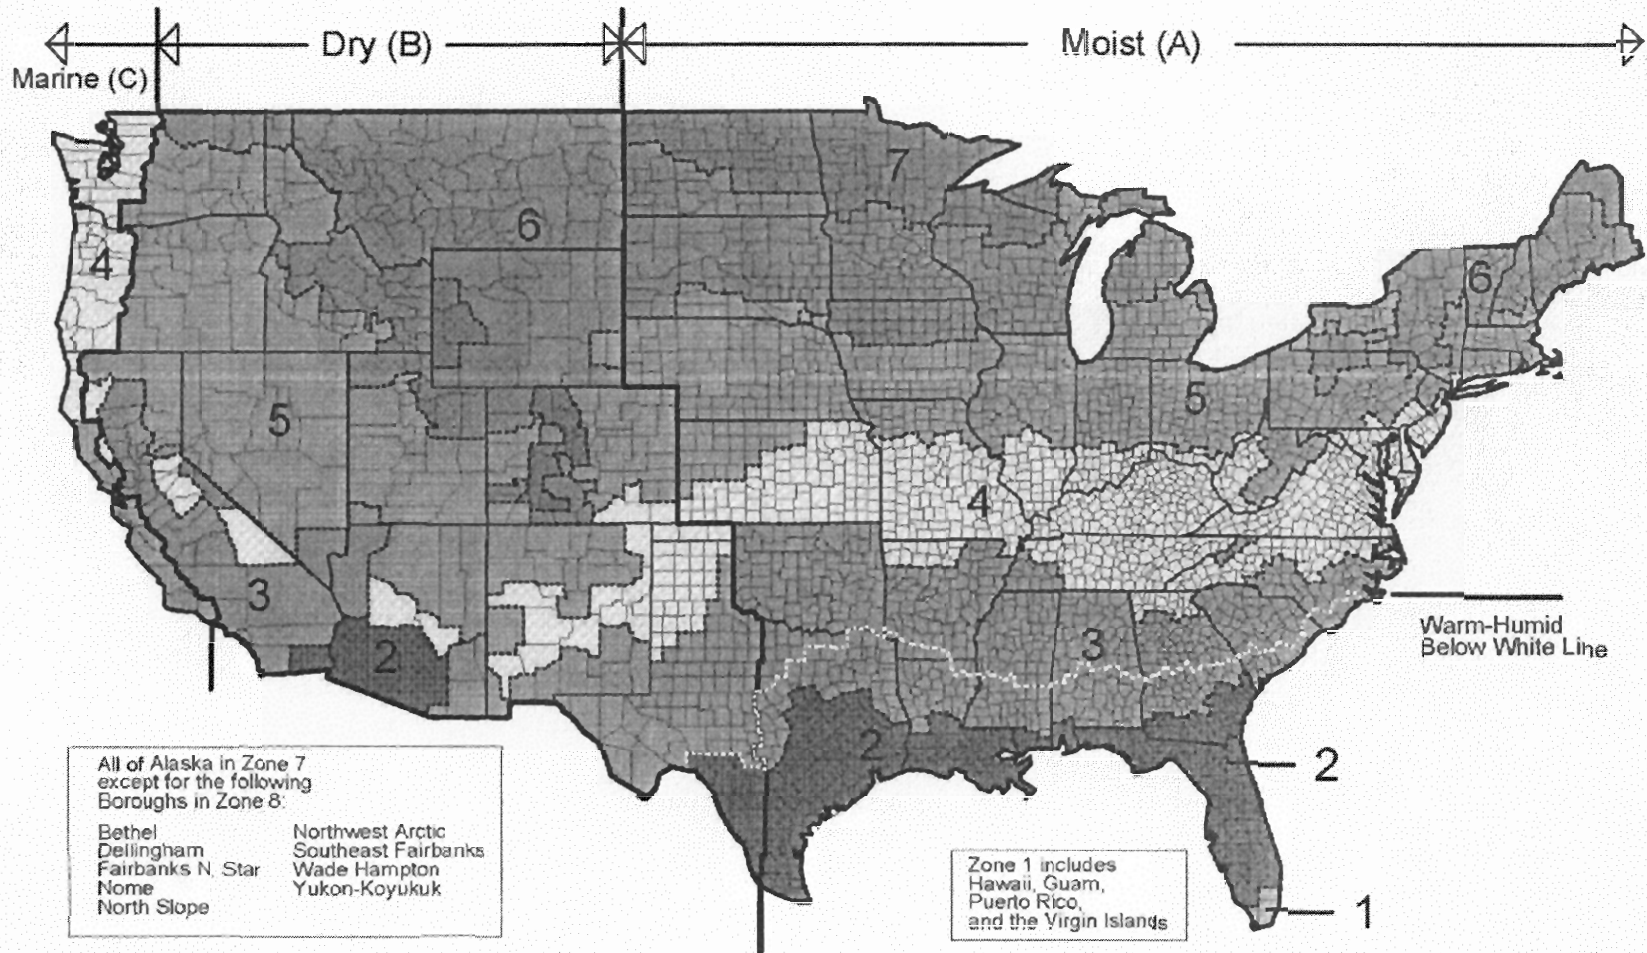 Dry (B)
Moist (A)
Marine (C)
7
6
6
4
5
5
4
3
3
2
2
2
1
Warm-Humid
Below White Line
All of Alaska in Zone 7
except for the following
Boroughs in Zone 8:
Bethel
Dellingham
Fairbanks N. Star
Nome
North Slope
Northwest Arctic
Southeast Fairbanks
Wade Hampton
Yukon-Koyukuk
Zone 1 includes
Hawaii, Guam,
Puerto Rico,
and the Virgin Islands